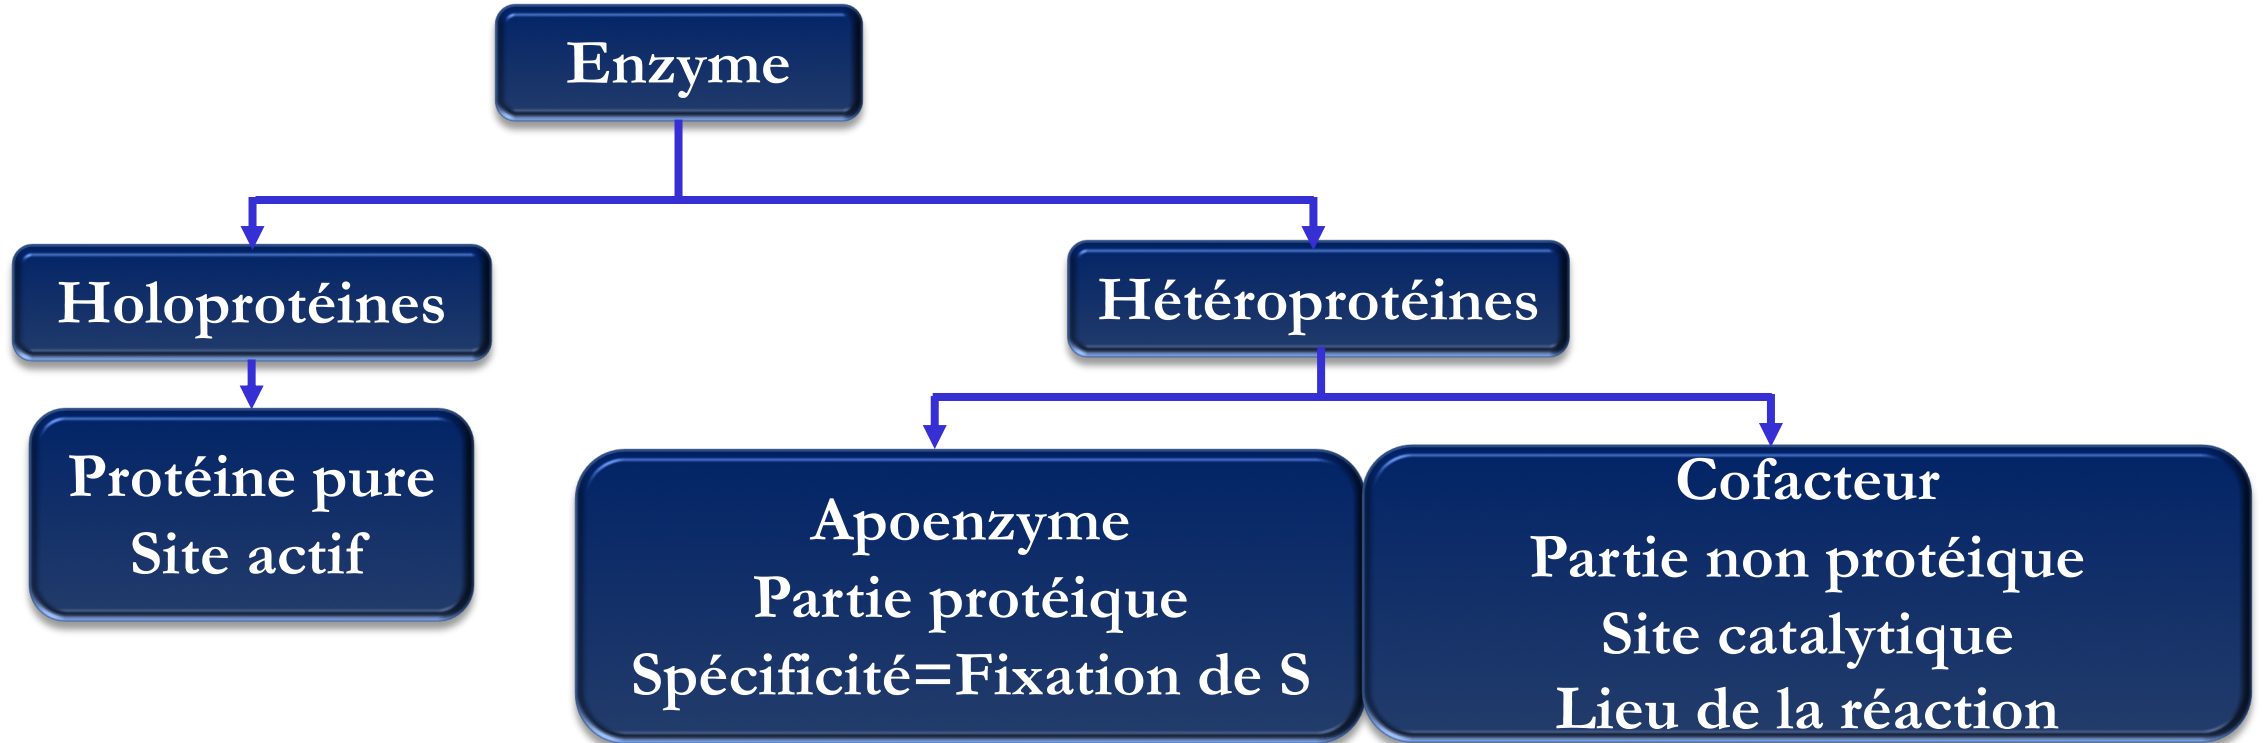 Enzyme
Holoprotéines
Hétéroprotéines
Protéine pure
Site actif
Apoenzyme
Partie protéique
Spécificité=Fixation de S
Cofacteur
Partie non protéique
Site catalytique
Lieu de la réaction